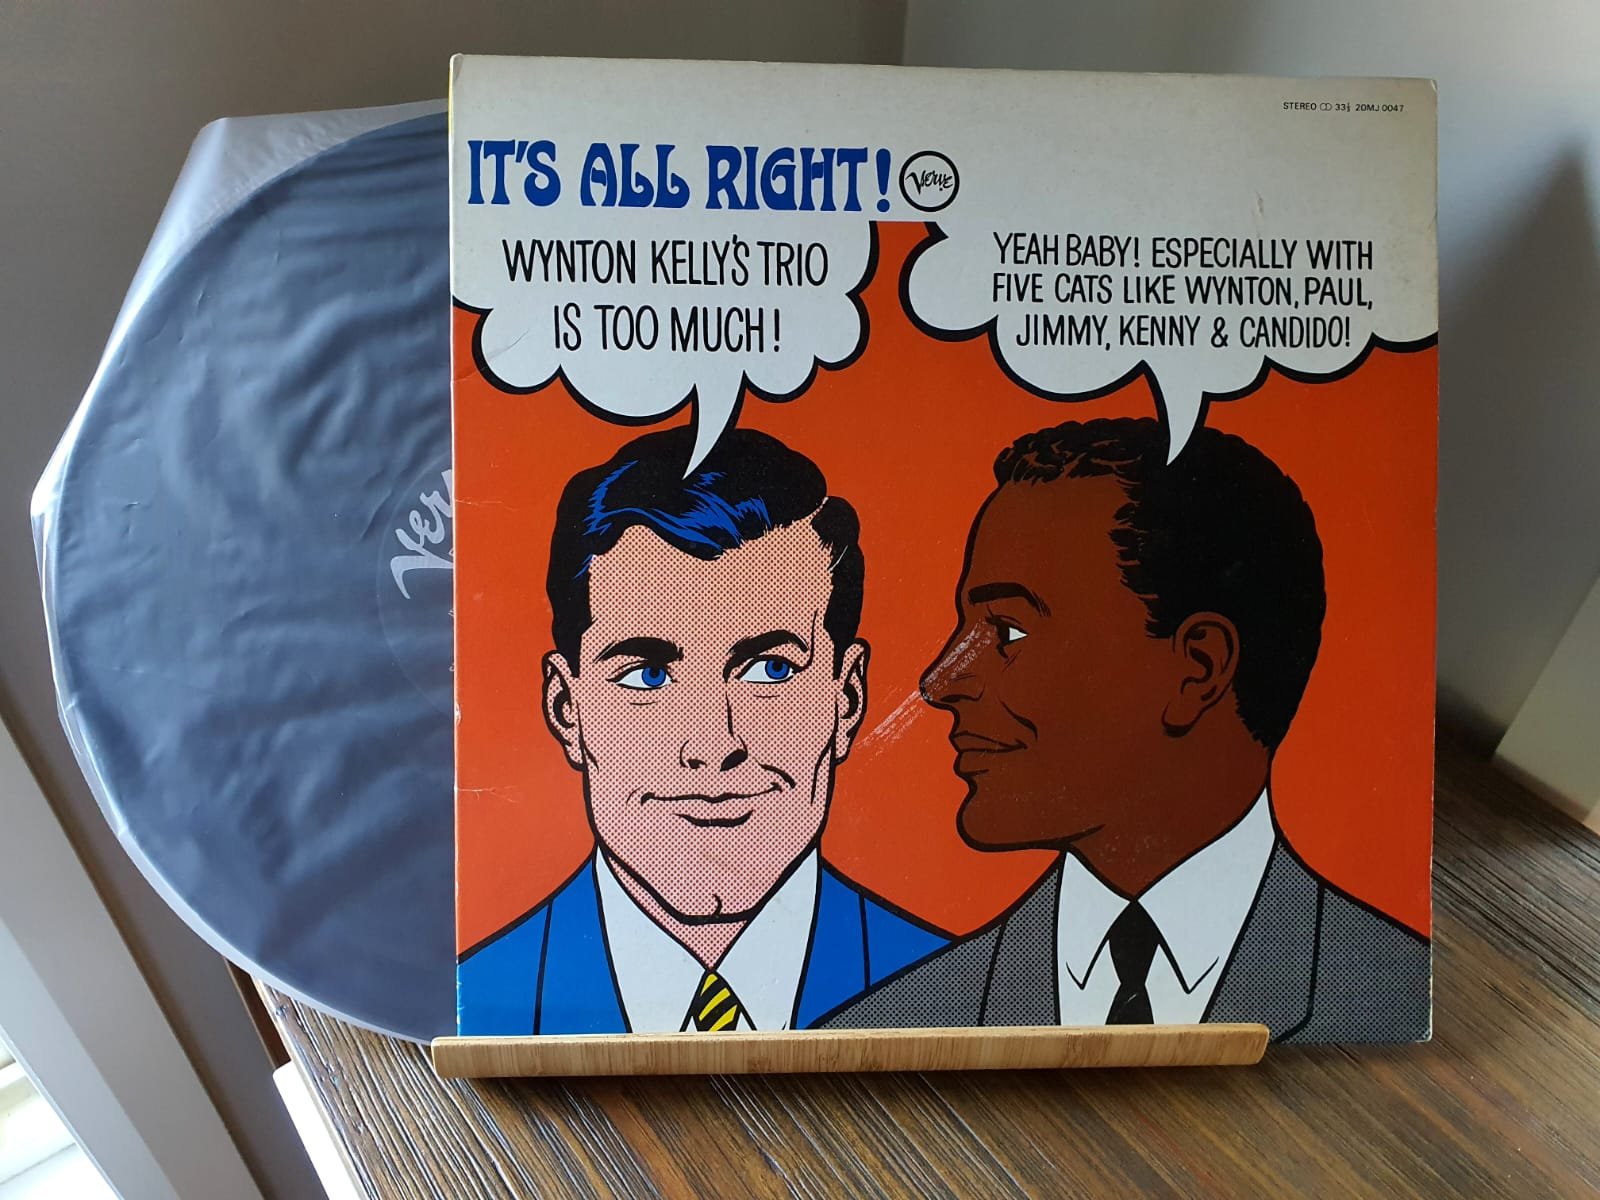 STEREO 33⅓ 20MJ 0047
IT'S ALL RIGHT!
Verve
WYNTON KELLY'S TRIO
IS TOO MUCH!
YEAH BABY! ESPECIALLY WITH
FIVE CATS LIKE WYNTON, PAUL,
JIMMY, KENNY & CANDIDO!
Ver